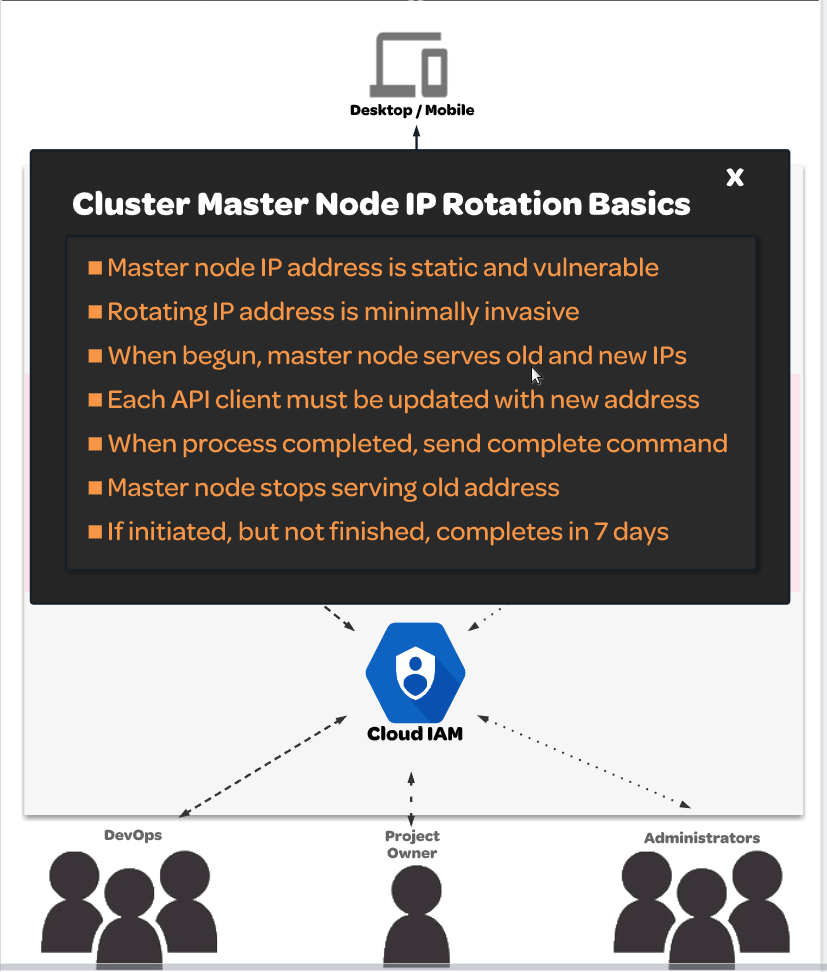 Desktop / Mobile
X
Cluster Master Node IP Rotation Basics
Master node IP address is static and vulnerable
Rotating IP address is minimally invasive
When begun, master node serves old and new IPs
Each API client must be updated with new address
When process completed, send complete command
Master node stops serving old address
If initiated, but not finished, completes in 7 days
Cloud IAM
DevOps
Project
Owner
Administrators